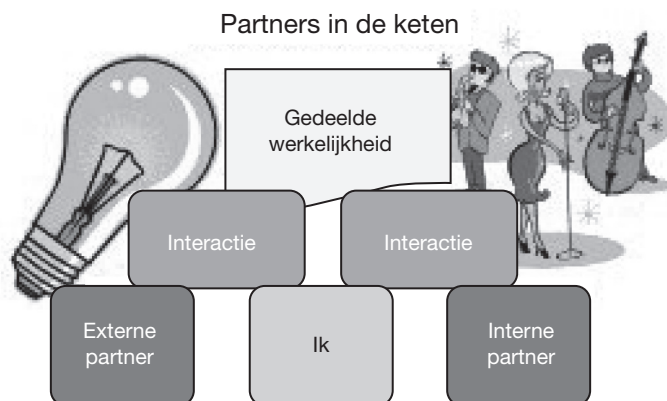 Partners in de keten
Gedeelde
werkelijkheid
Interactie
Interactie
Externe
partner
Ik
Interne
partner